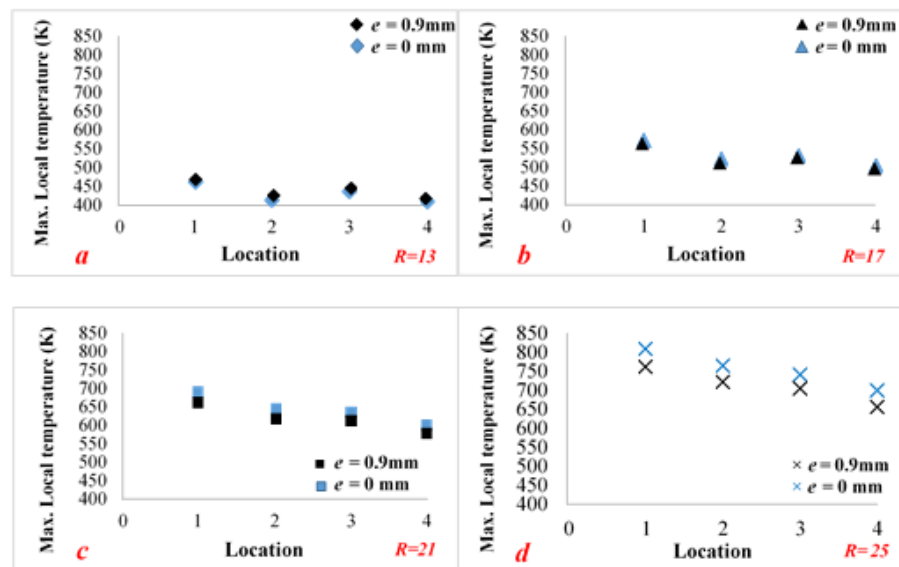 Max. Local temperature (K)
850
800
750
700
650
600
550
500
450
400
0
1
2
3
4
Location
a
R=13
e = 0.9mm
e = 0 mm
Max. Local temperature (K)
850
800
750
700
650
600
550
500
450
400
0
1
2
3
4
Location
b
R=17
e = 0.9mm
e = 0 mm
Max. Local temperature (K)
850
800
750
700
650
600
550
500
450
400
0
1
2
3
4
Location
c
R=21
e = 0.9mm
e = 0 mm
Max. Local temperature (K)
850
800
750
700
650
600
550
500
450
400
0
1
2
3
4
Location
d
R=25
e = 0.9mm
e = 0 mm